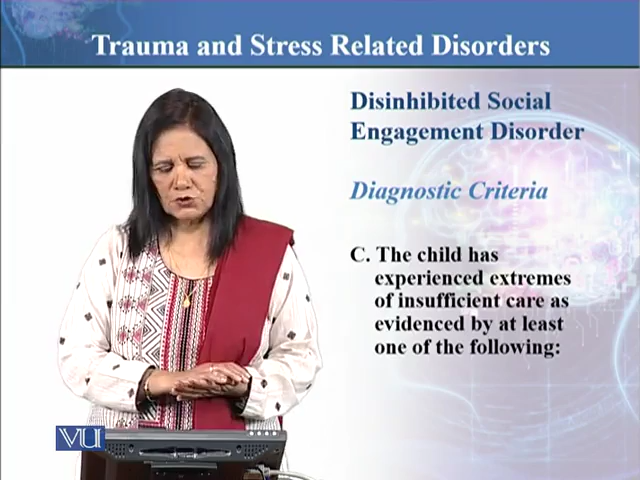 Trauma and Stress Related Disorders
Disinhibited Social
Engagement Disorder
Diagnostic Criteria
C. The child has
experienced extremes
of insufficient care as
evidenced by at least
one of the following:
VU